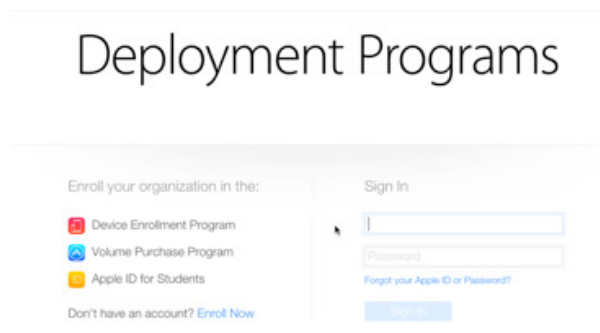 Deployment Programs
Enroll your organization in the:
Device Enrollment Program
Volume Purchase Program
Apple ID for Students
Don't have an account? Enroll Now
Sign In
Password
Forgot your Apple ID or Password?
Sign In